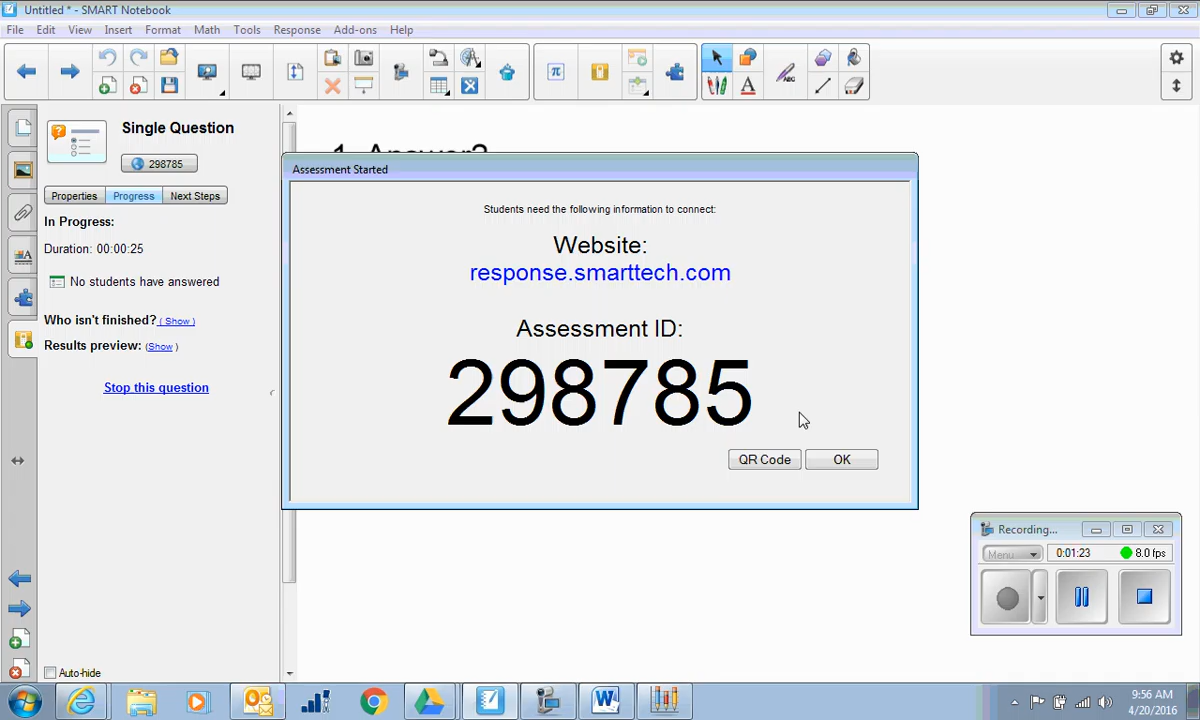 Untitled * - SMART Notebook
File Edit View Insert Format Math Tools Response Add-ons Help
Single Question
298785
Properties Progress Next Steps
In Progress:
Duration: 00:00:25
No students have answered
Who isn't finished? ( Show )
Results preview: (Show )
Stop this question
Auto-hide
1. Answer?
Assessment Started
Students need the following information to connect:
Website:
response.smarttech.com
Assessment ID:
298785
QR Code OK
Recording...
Menu 0:01:23 8.0 fps
9:56 AM
4/20/2016